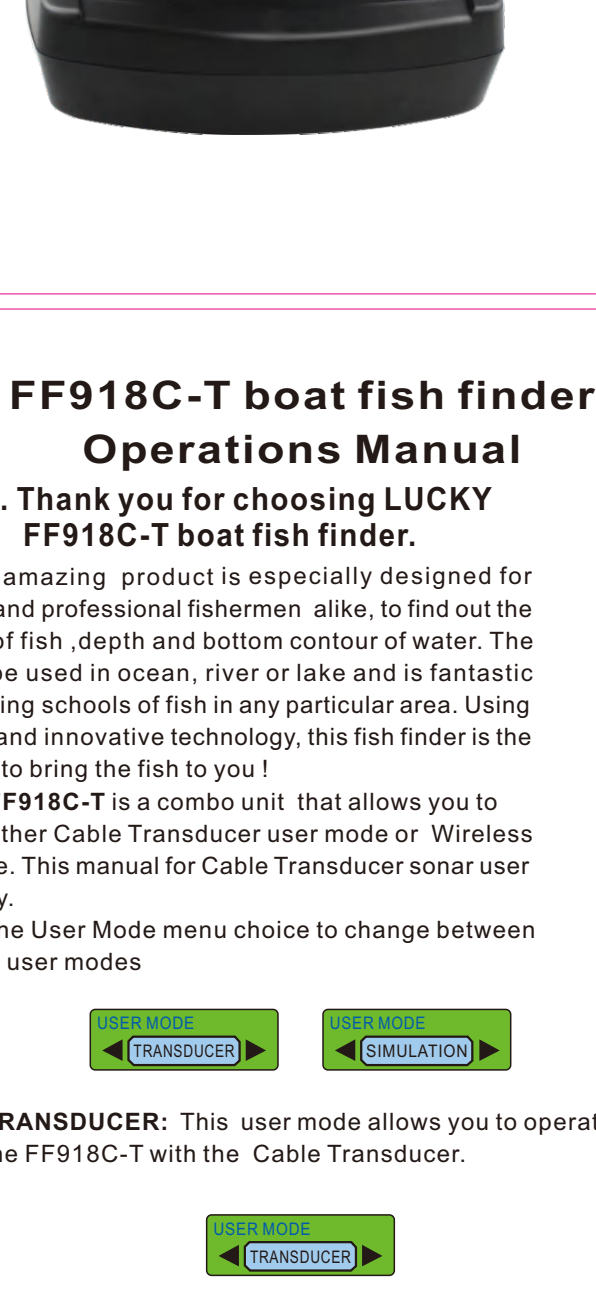 FF918C-T boat fish finder
Operations Manual
. Thank you for choosing LUCKY
FF918C-T boat fish finder.
amazing product is especially designed for
and professional fishermen alike, to find out the
of fish ,depth and bottom contour of water. The
be used in ocean, river or lake and is fantastic
ing schools of fish in any particular area. Using
and innovative technology, this fish finder is the
to bring the fish to you !
FF918C-T is a combo unit that allows you to
ther Cable Transducer user mode or Wireless
e. This manual for Cable Transducer sonar user
y.
he User Mode menu choice to change between
user modes
USER MODE USER MODE
TRANSDUCER SIMULATION
RANSDUCER: This user mode allows you to operat
he FF918C-T with the Cable Transducer.
USER MODE
TRANSDUCER